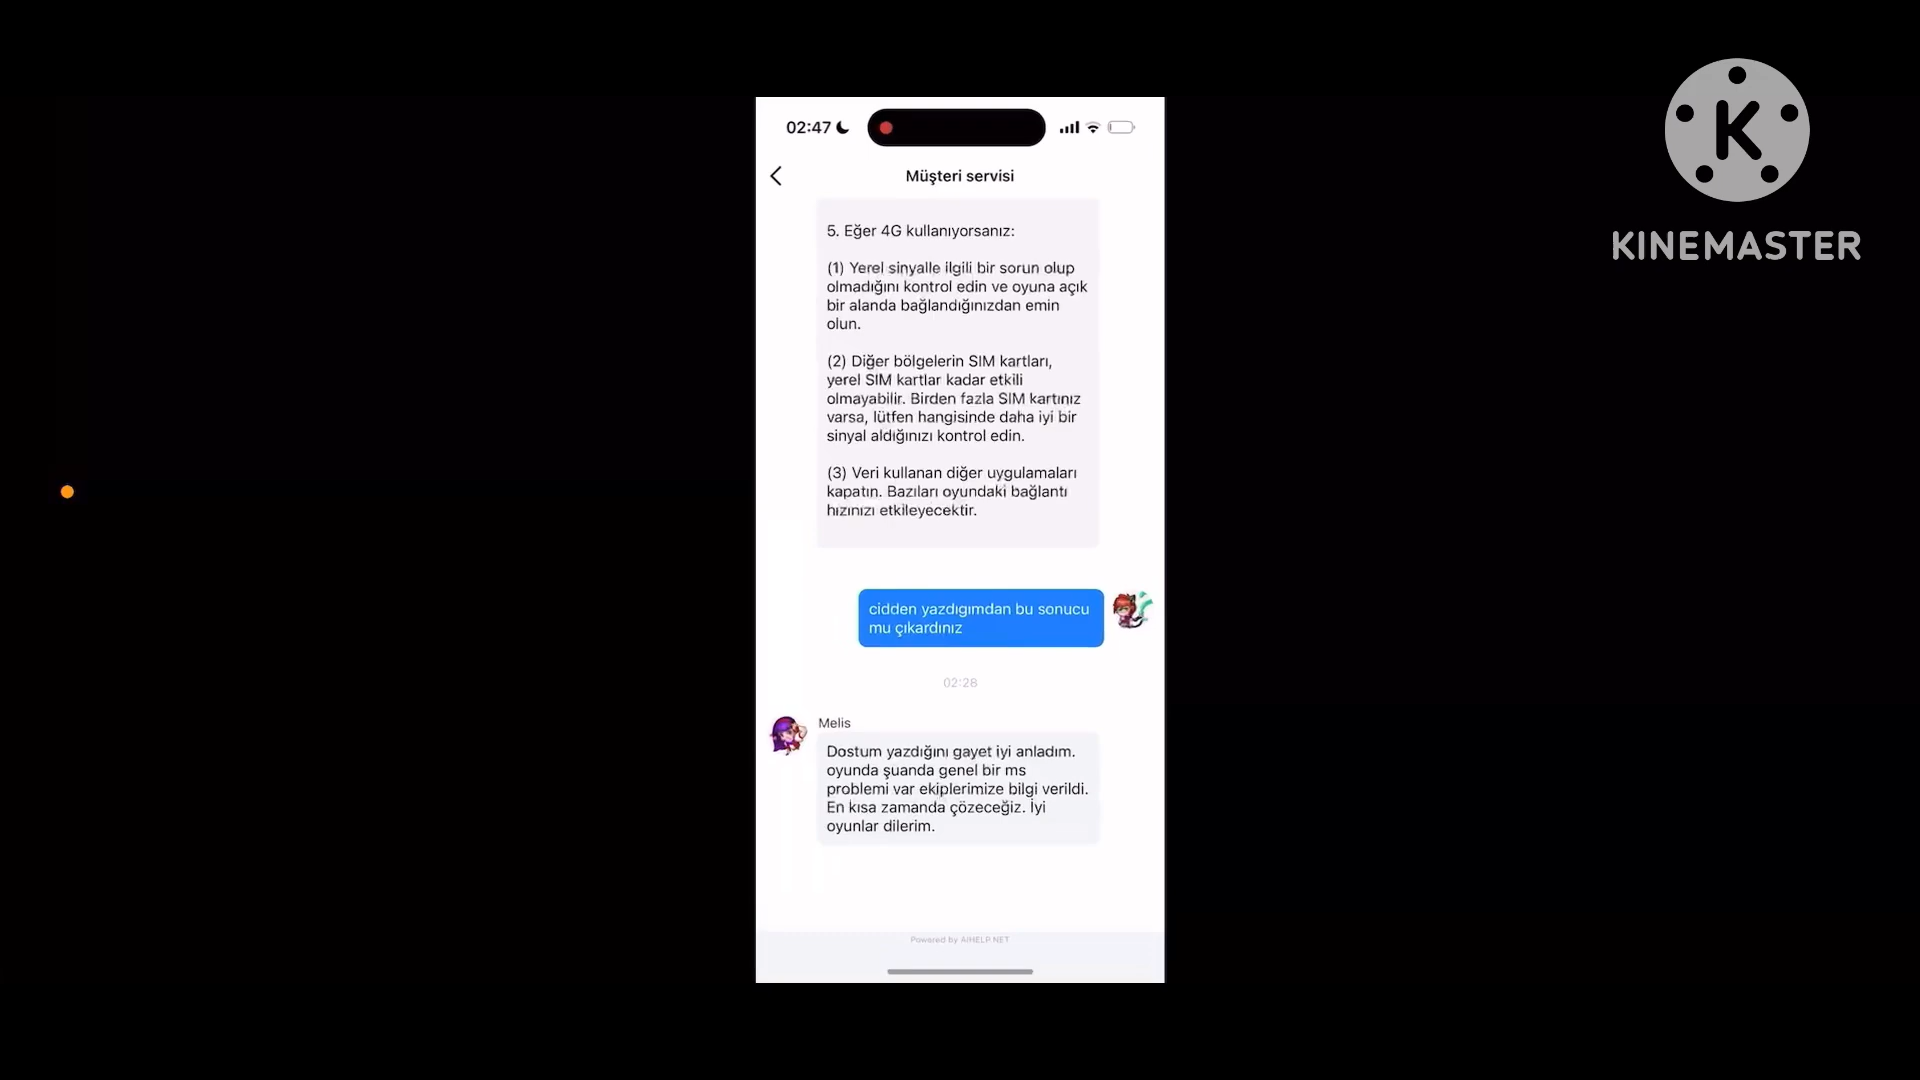 02:47
Müşteri servisi
5. Eğer 4G kullanıyorsanız:
(1) Yerel sinyalle ilgili bir sorun olup
olmadığını kontrol edin ve oyuna açık
bir alanda bağlandığınızdan emin
olun.
(2) Diğer bölgelerin SIM kartları,
yerel SIM kartlar kadar etkili
olmayabilir. Birden fazla SIM kartınız
varsa, lütfen hangisinde daha iyi bir
sinyal aldığınızı kontrol edin.
(3) Veri kullanan diğer uygulamaları
kapatın. Bazıları oyundaki bağlantı
hızınızı etkileyecektir.
cidden yazdıgımdan bu sonucu
mu çıkardınız
02:28
Melis
Dostum yazdığını gayet iyi anladım.
oyunda şuanda genel bir ms
problemi var ekiplerimize bilgi verildi.
En kısa zamanda çözeceğiz. İyi
oyunlar dilerim.
Powered by AIHELP.NET
K
KINEMASTER